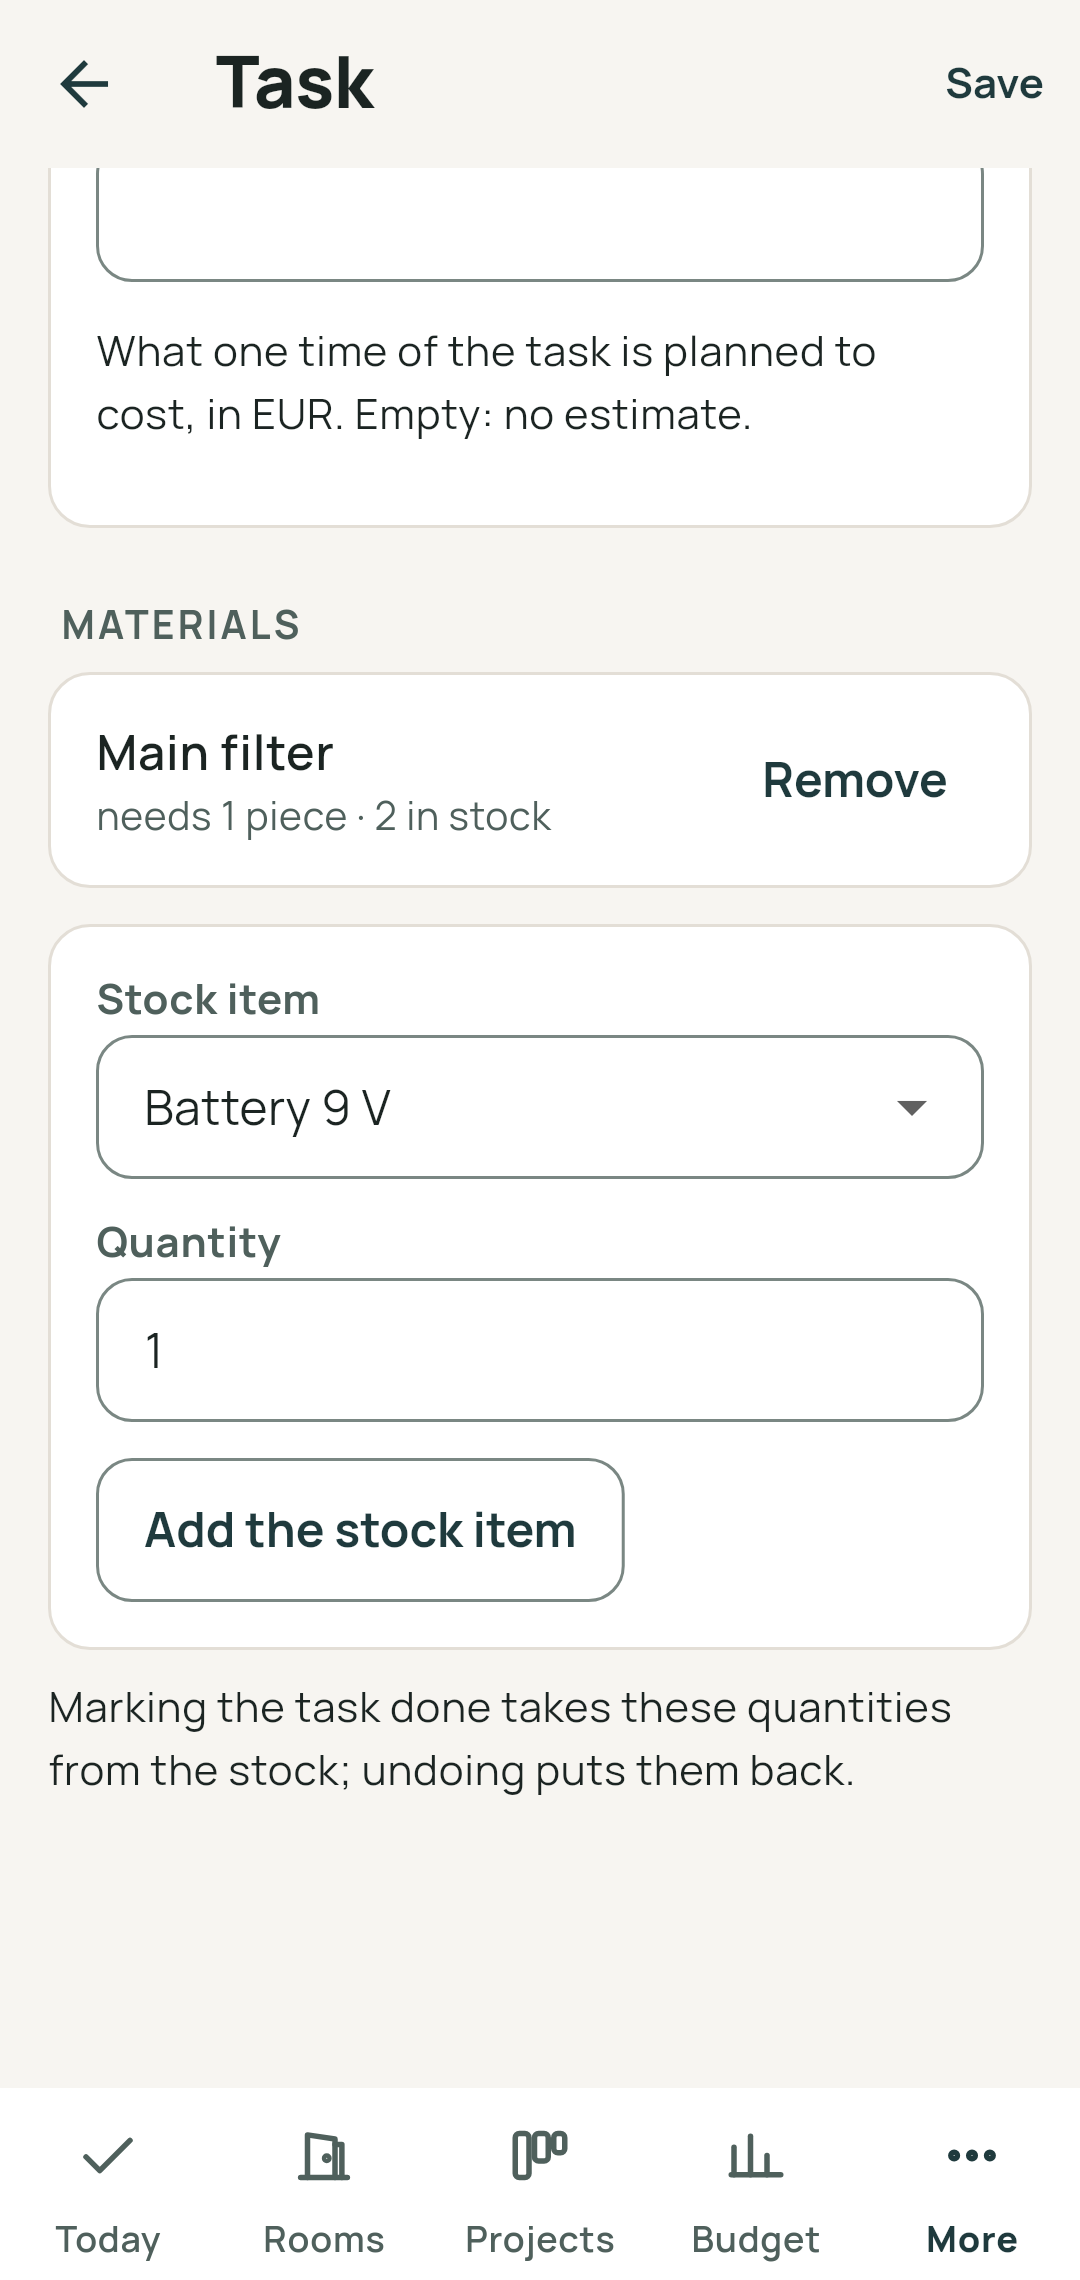 Task
Save
What one time of the task is planned to
cost, in EUR. Empty: no estimate.
MATERIALS
Main filter
needs 1 piece · 2 in stock
Remove
Stock item
Battery 9 V
Quantity
1
Add the stock item
Marking the task done takes these quantities
from the stock; undoing puts them back.
Today
Rooms
Projects
Budget
More